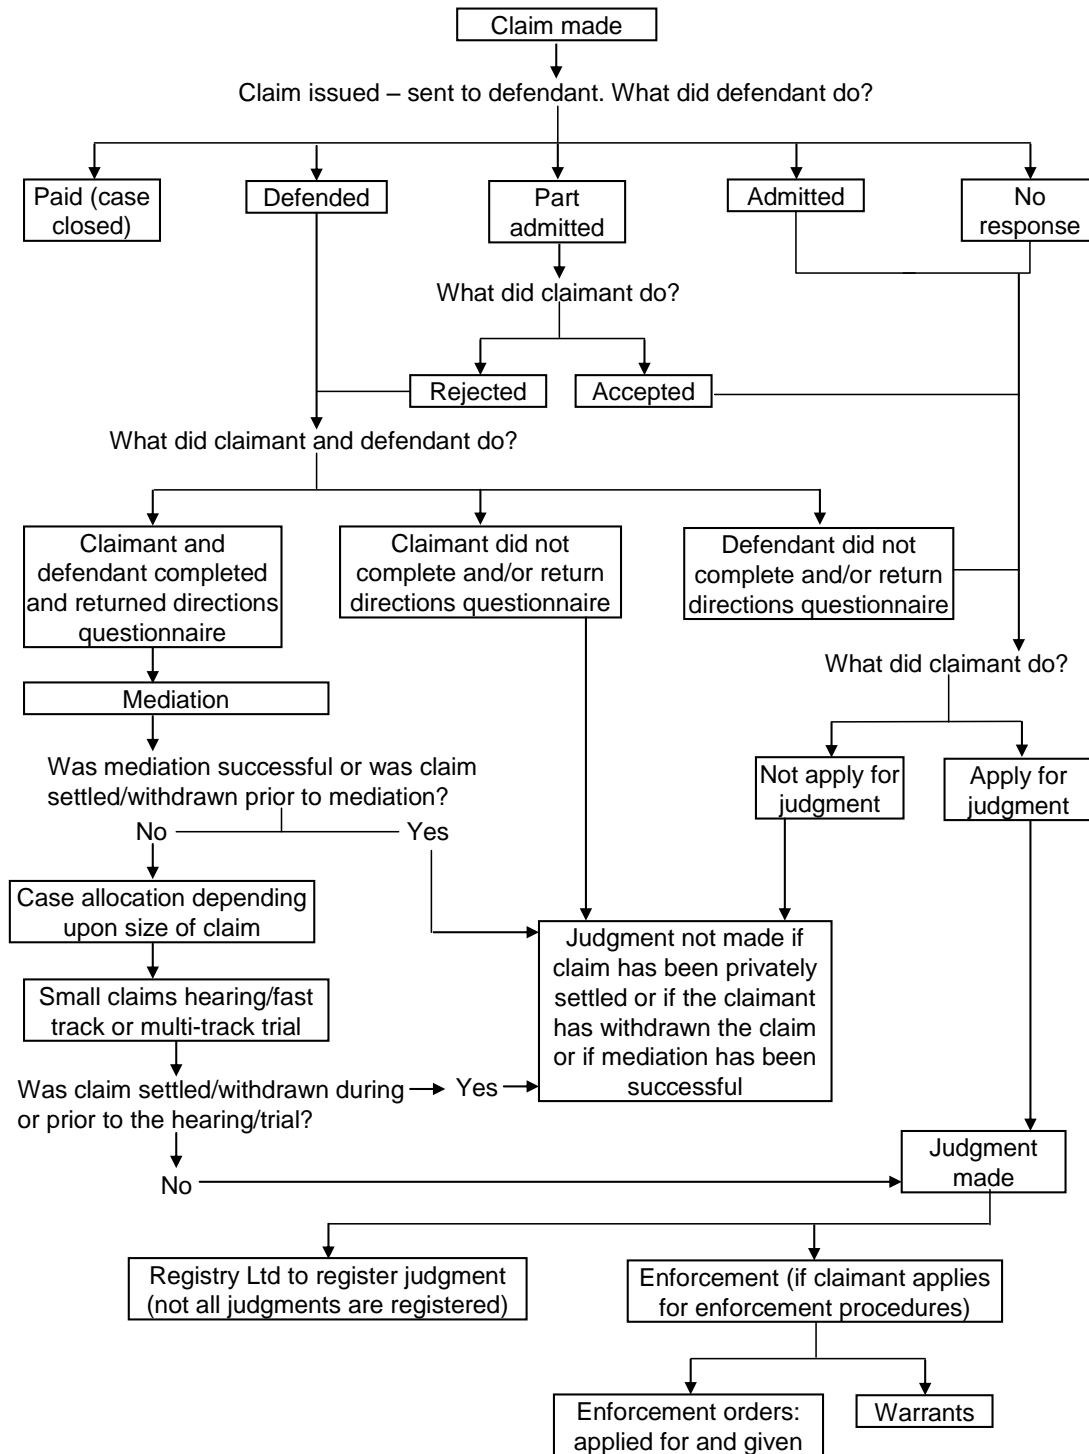 Claim made
Claim issued – sent to defendant. What did defendant do?
Paid (case
closed)
Defended
Part
admitted
Admitted
No
response
What did claimant do?
Rejected
Accepted
What did claimant and defendant do?
Claimant and
defendant completed
and returned directions
questionnaire
Claimant did not
complete and/or return
directions questionnaire
Defendant did not
complete and/or return
directions questionnaire
What did claimant do?
Mediation
Was mediation successful or was claim
settled/withdrawn prior to mediation?
Not apply for
judgment
Apply for
judgment
No
Yes
Case allocation depending
upon size of claim
Judgment not made if
claim has been privately
settled or if the claimant
has withdrawn the claim
or if mediation has been
successful
Small claims hearing/fast
track or multi-track trial
Was claim settled/withdrawn during
or prior to the hearing/trial?
Yes
No
Judgment
made
Registry Ltd to register judgment
(not all judgments are registered)
Enforcement (if claimant applies
for enforcement procedures)
Enforcement orders:
applied for and given
Warrants